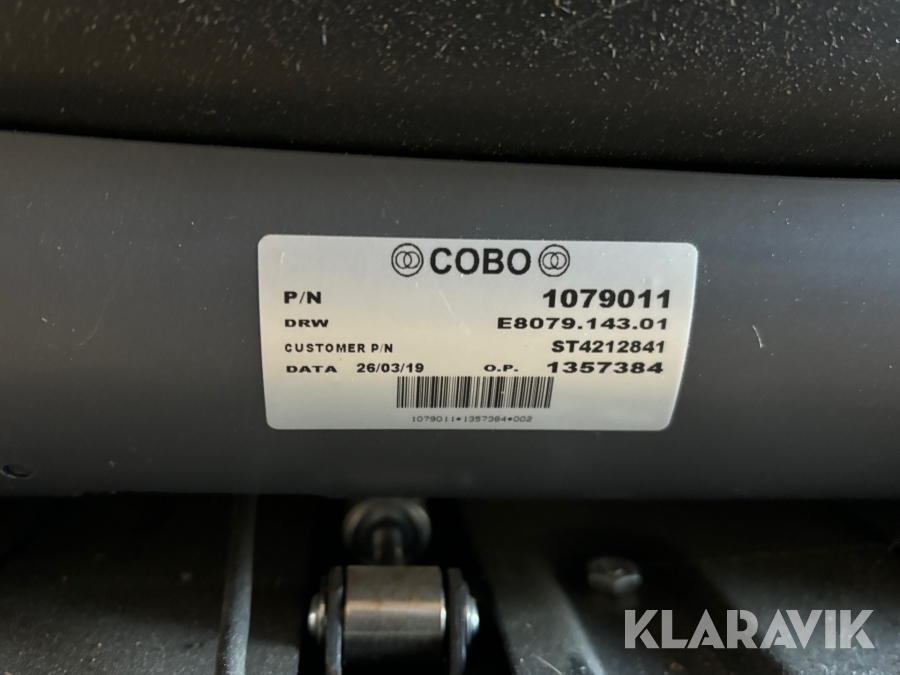 COBO
P/N 1079011
DRW E8079.143.01
CUSTOMER P/N ST4212841
DATA 26/03/19 O.P. 1357384
1079011*1357384*002
KLARAVIK